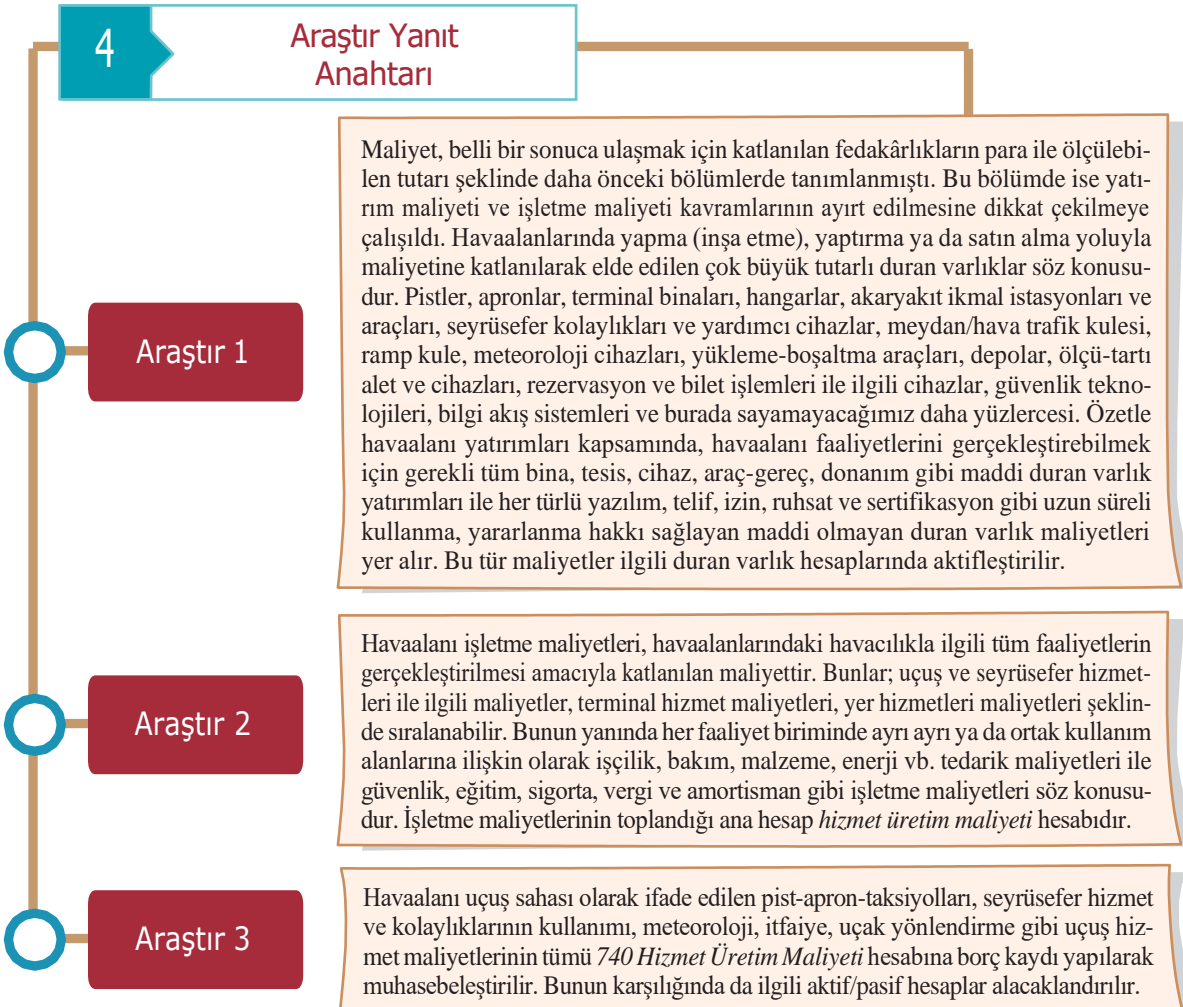 4
Araştır Yanıt
Anahtarı
Araştır 1
Maliyet, belli bir sonuca ulaşmak için katlanılan fedakârlıkların para ile ölçülebi-
len tutarı şeklinde daha önceki bölümlerde tanımlanmıştı. Bu bölümde ise yatı-
rım maliyeti ve işletme maliyeti kavramlarının ayırt edilmesine dikkat çekilmeye
çalışıldı. Havaalanlarında yapma (inşa etme), yaptırma ya da satın alma yoluyla
maliyetine katlanılarak elde edilen çok büyük tutarlı duran varlıklar söz konusu-
dur. Pistler, apronlar, terminal binaları, hangarlar, akaryakıt ikmal istasyonları ve
araçları, seyrüsefer kolaylıkları ve yardımcı cihazlar, meydan/hava trafik kulesi,
ramp kule, meteoroloji cihazları, yükleme-boşaltma araçları, depolar, ölçü-tartı
alet ve cihazları, rezervasyon ve bilet işlemleri ile ilgili cihazlar, güvenlik tekno-
lojileri, bilgi akış sistemleri ve burada sayamayacağımız daha yüzlercesi. Özetle
havaalanı yatırımları kapsamında, havaalanı faaliyetlerini gerçekleştirebilmek
için gerekli tüm bina, tesis, cihaz, araç-gereç, donanım gibi maddi duran varlık
yatırımları ile her türlü yazılım, telif, izin, ruhsat ve sertifikasyon gibi uzun süreli
kullanma, yararlanma hakkı sağlayan maddi olmayan duran varlık maliyetleri
yer alır. Bu tür maliyetler ilgili duran varlık hesaplarında aktifleştirilir.
Araştır 2
Havaalanı işletme maliyetleri, havaalanlarındaki havacılıkla ilgili tüm faaliyetlerin
gerçekleştirilmesi amacıyla katlanılan maliyettir. Bunlar; uçuş ve seyrüsefer hizmet-
leri ile ilgili maliyetler, terminal hizmet maliyetleri, yer hizmetleri maliyetleri şeklin-
de sıralanabilir. Bunun yanında her faaliyet biriminde ayrı ayrı ya da ortak kullanım
alanlarına ilişkin olarak işçilik, bakım, malzeme, enerji vb. tedarik maliyetleri ile
güvenlik, eğitim, sigorta, vergi ve amortisman gibi işletme maliyetleri söz konusu-
dur. İşletme maliyetlerinin toplandığı ana hesap hizmet üretim maliyeti hesabıdır.
Araştır 3
Havaalanı uçuş sahası olarak ifade edilen pist-apron-taksiyolları, seyrüsefer hizmet
ve kolaylıklarının kullanımı, meteoroloji, itfaiye, uçak yönlendirme gibi uçuş hiz-
met maliyetlerinin tümü 740 Hizmet Üretim Maliyeti hesabına borç kaydı yapılarak
muhasebeleştirilir. Bunun karşılığında da ilgili aktif/pasif hesaplar alacaklandırılır.